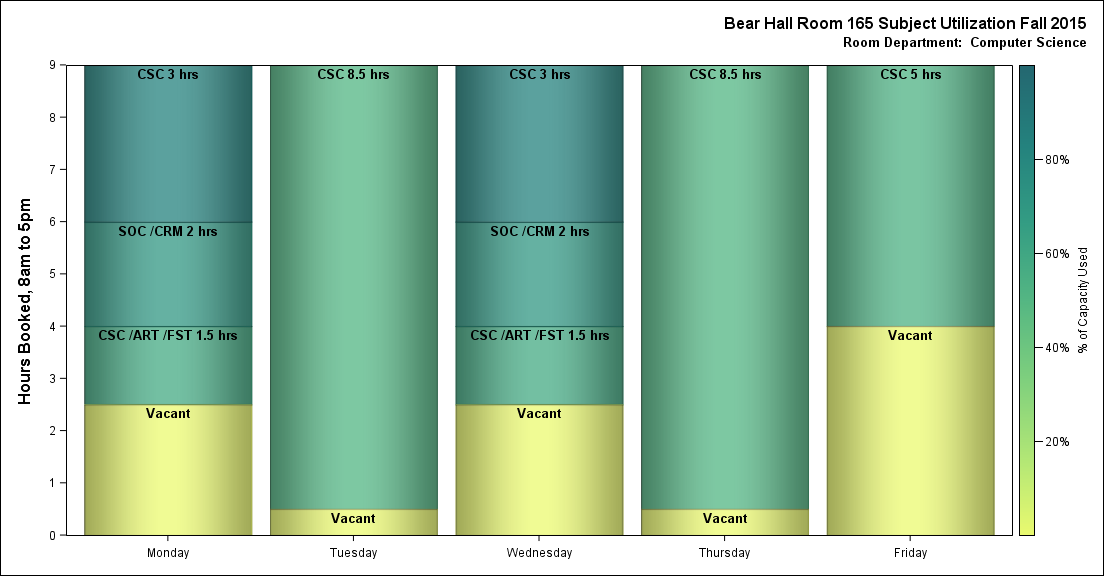 Bear Hall Room 165 Subject Utilization Fall 2015
Room Department:  Computer Science
Hours Booked, 8am to 5pm
9
8
7
6
5
4
3
2
1
0
CSC 3 hrs
SOC /CRM 2 hrs
CSC /ART /FST 1.5 hrs
Vacant
CSC 8.5 hrs
Vacant
CSC 3 hrs
SOC /CRM 2 hrs
CSC /ART /FST 1.5 hrs
Vacant
CSC 8.5 hrs
Vacant
CSC 5 hrs
Vacant
Monday
Tuesday
Wednesday
Thursday
Friday
80%
60%
40%
20%
% of Capacity Used